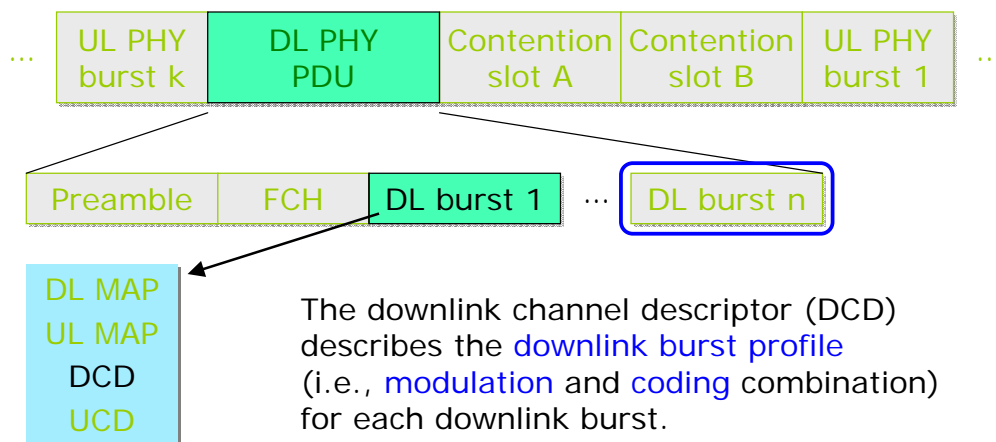 ... UL PHY burst k DL PHY PDU Contention slot A Contention slot B UL PHY burst 1 ..
Preamble FCH DL burst 1 ... DL burst n
DL MAP
UL MAP
DCD
UCD
The downlink channel descriptor (DCD)
describes the downlink burst profile
(i.e., modulation and coding combination)
for each downlink burst.